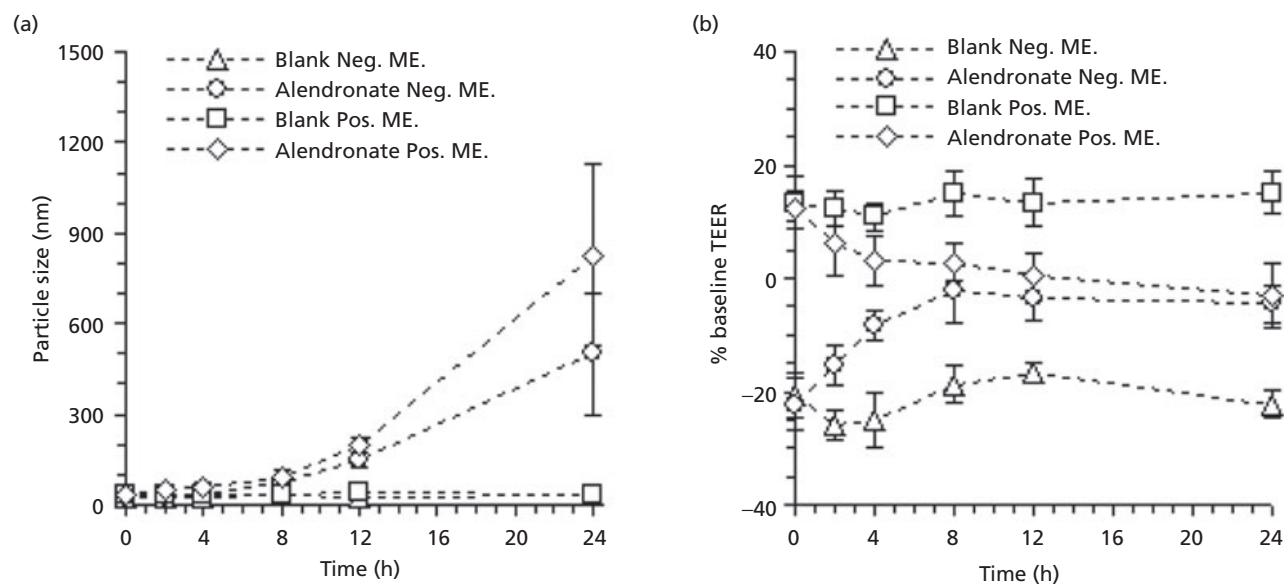 (a)
1500
1200
900
600
300
0
Particle size (nm)
Blank Neg. ME.
Alendronate Neg. ME.
Blank Pos. ME.
Alendronate Pos. ME.
0 4 8 12 16 20 24
Time (h)
(b)
40
20
0
−20
−40
% baseline TEER
Blank Neg. ME.
Alendronate Neg. ME.
Blank Pos. ME.
Alendronate Pos. ME.
0 4 8 12 16 20 24
Time (h)